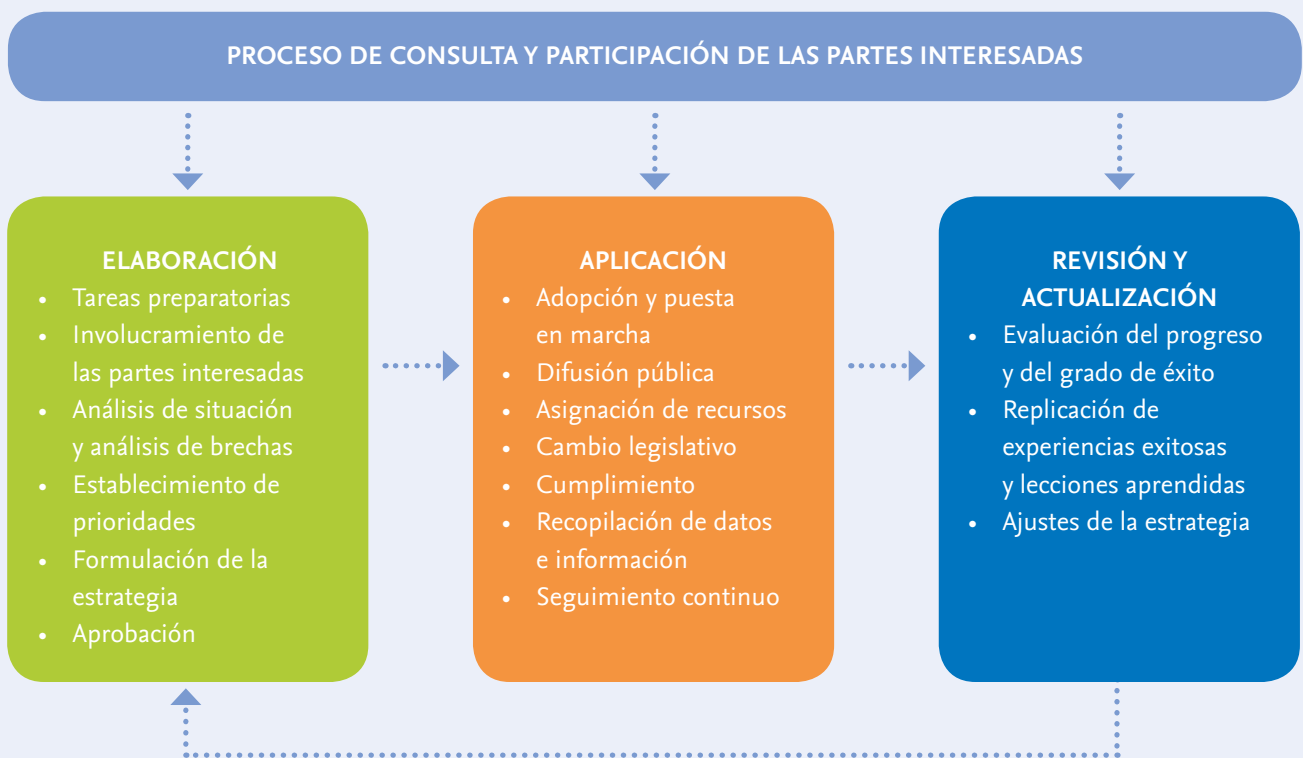 PROCESO DE CONSULTA Y PARTICIPACIÓN DE LAS PARTES INTERESADAS
ELABORACIÓN
• Tareas preparatorias
• Involucramiento de
las partes interesadas
• Análisis de situación
y análisis de brechas
• Establecimiento de
prioridades
• Formulación de la
estrategia
• Aprobación
APLICACIÓN
• Adopción y puesta
en marcha
• Difusión pública
• Asignación de recursos
• Cambio legislativo
• Cumplimiento
• Recopilación de datos
e información
• Seguimiento continuo
REVISIÓN Y
ACTUALIZACIÓN
• Evaluación del progreso
y del grado de éxito
• Replicación de
experiencias exitosas
y lecciones aprendidas
• Ajustes de la estrategia